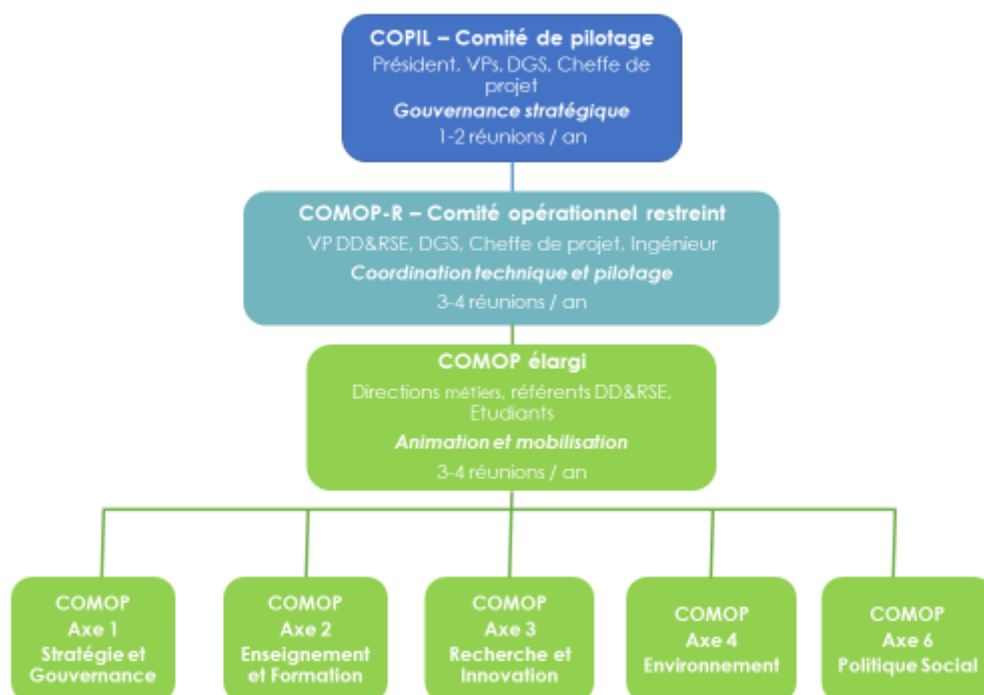 COPIL – Comité de pilotage
Président, VPs, DGS, Cheffe de
projet
Gouvernance stratégique
1-2 réunions / an
COMOP-R – Comité opérationnel restreint
VP DD&RSE, DGS, Cheffe de projet, Ingénieur
Coordination technique et pilotage
3-4 réunions / an
COMOP élargi
Directions métiers, référents DD&RSE,
Etudiants
Animation et mobilisation
3-4 réunions / an
COMOP
Axe 1
Stratégie et
Gouvernance
COMOP
Axe 2
Enseignement
et Formation
COMOP
Axe 3
Recherche et
Innovation
COMOP
Axe 4
Environnement
COMOP
Axe 6
Politique Social